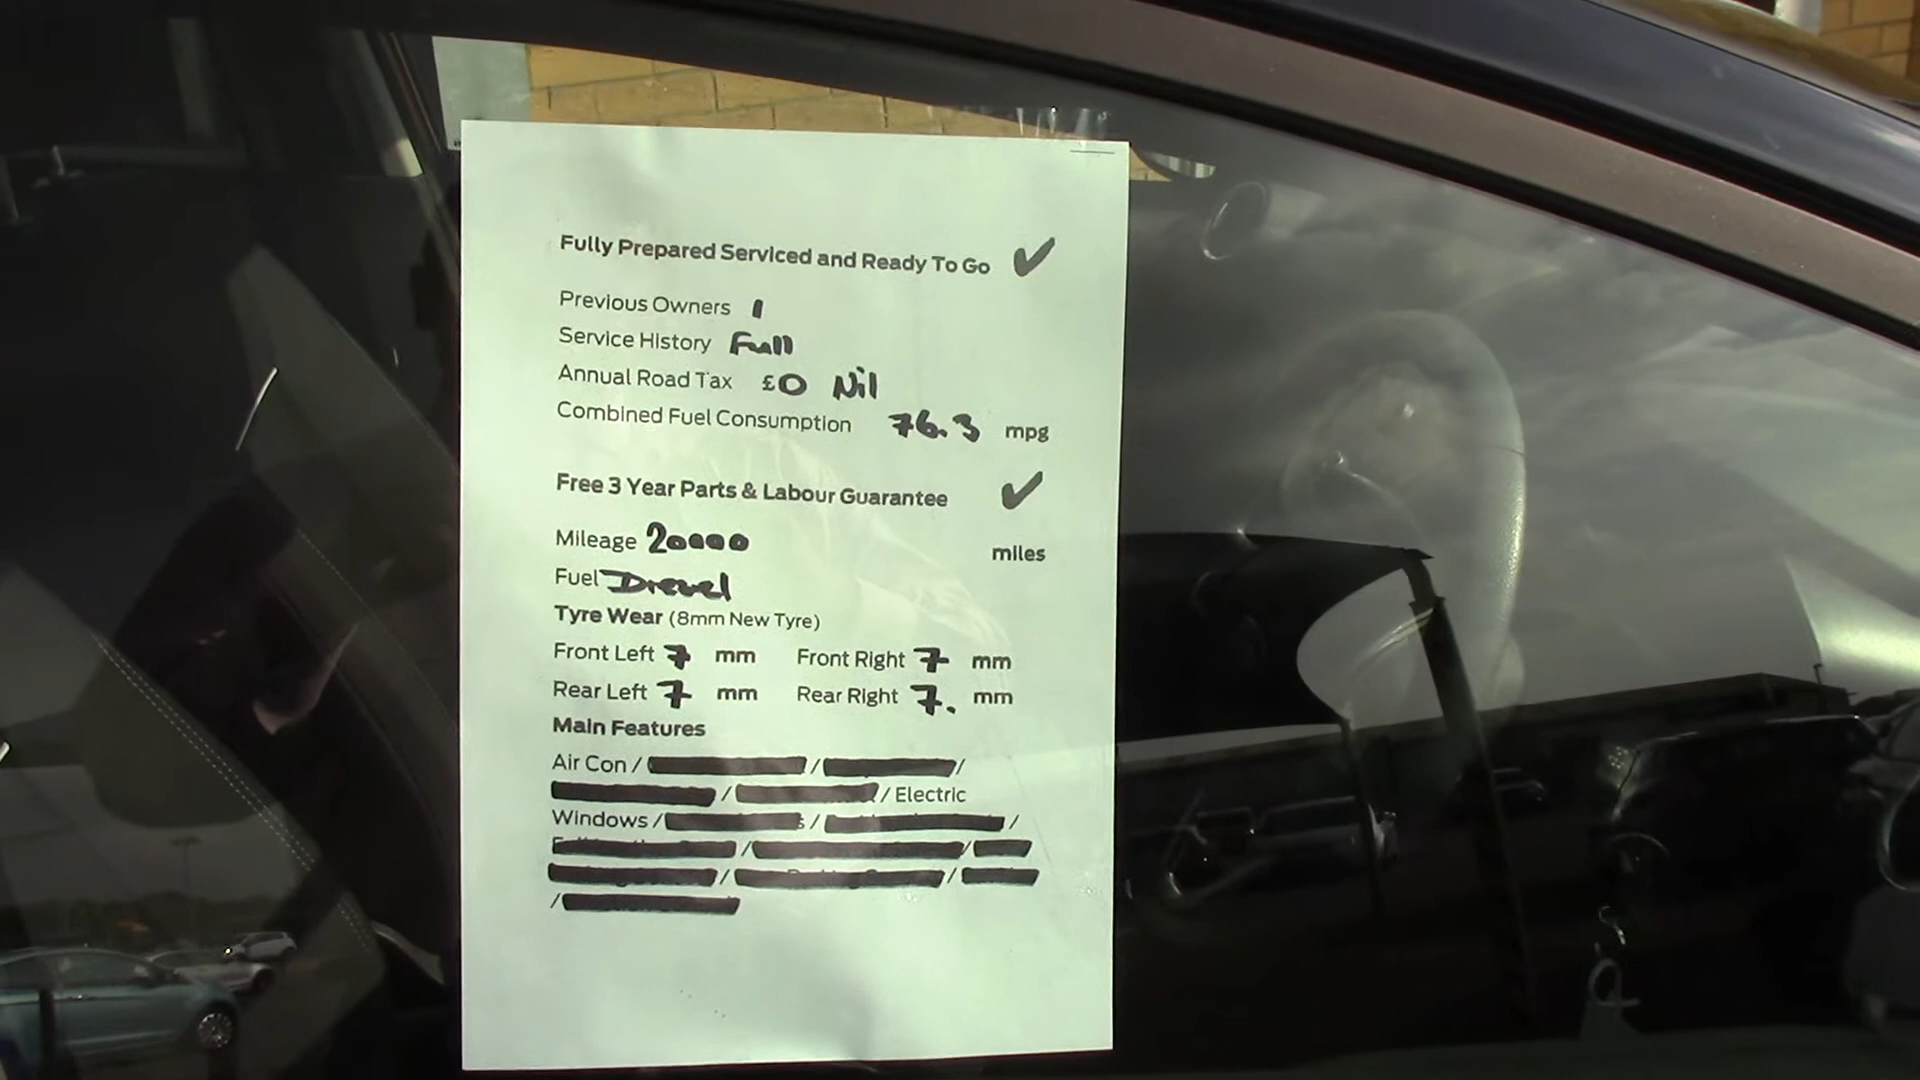 Fully Prepared Serviced and Ready To Go ✓
Previous Owners 1
Service History Full
Annual Road Tax £0 Nil
Combined Fuel Consumption 76.3 mpg
Free 3 Year Parts & Labour Guarantee ✓
Mileage 20000 miles
Fuel Diesel
Tyre Wear (8mm New Tyre)
Front Left 7 mm Front Right 7 mm
Rear Left 7 mm Rear Right 7. mm
Main Features
Air Con / / /
/ / Electric
Windows / / /
/ /
/ /
/